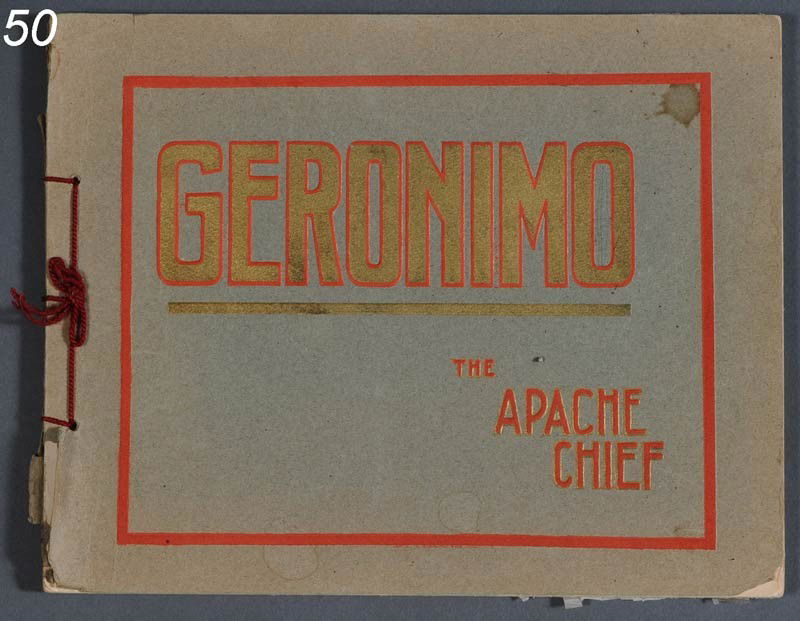 50
GERONIMO
THE
APACHE
CHIEF